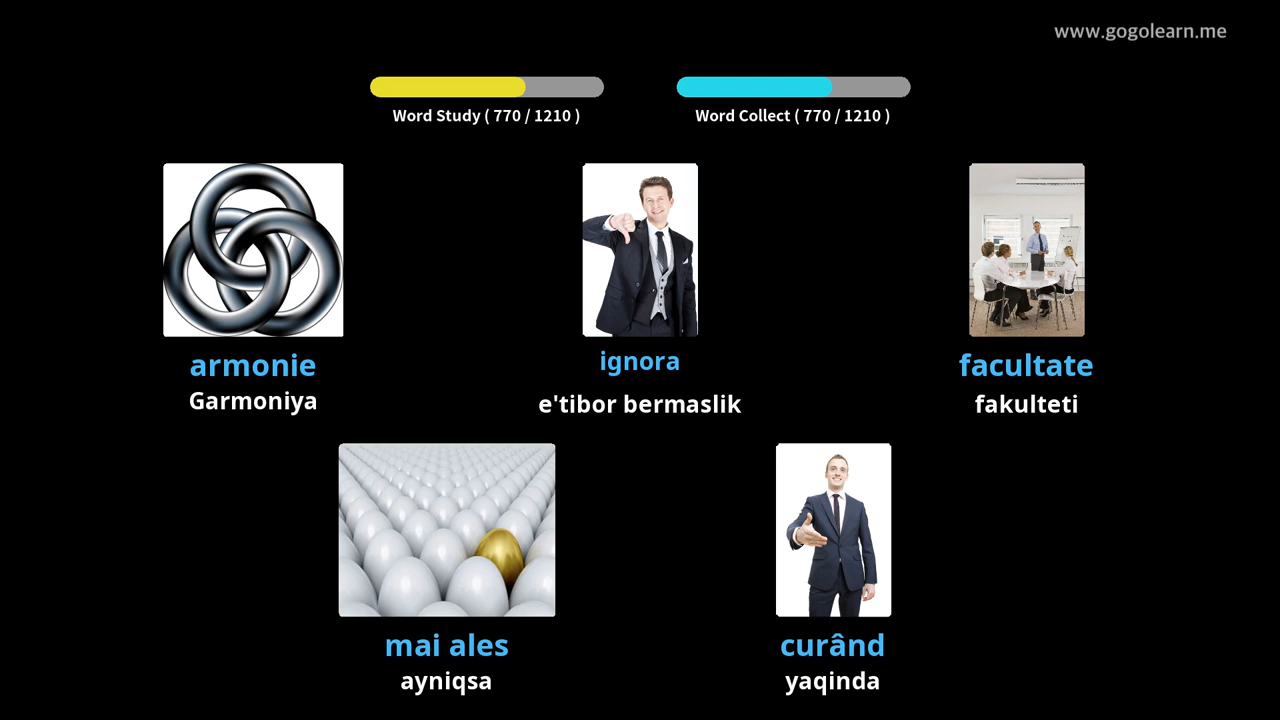 www.gogolearn.me
Word Study ( 770 / 1210 )
Word Collect ( 770 / 1210 )
armonie
Garmoniya
ignora
e'tibor bermaslik
facultate
fakulteti
mai ales
ayniqsa
curând
yaqinda